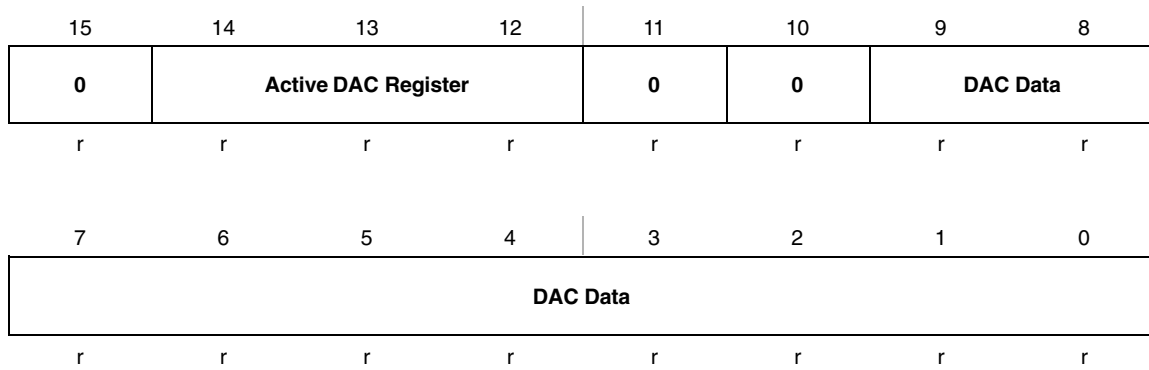 15 14 13 12 11 10 9 8
0 Active DAC Register 0 0 DAC Data
r r r r r r r r
7 6 5 4 3 2 1 0
DAC Data
r r r r r r r r